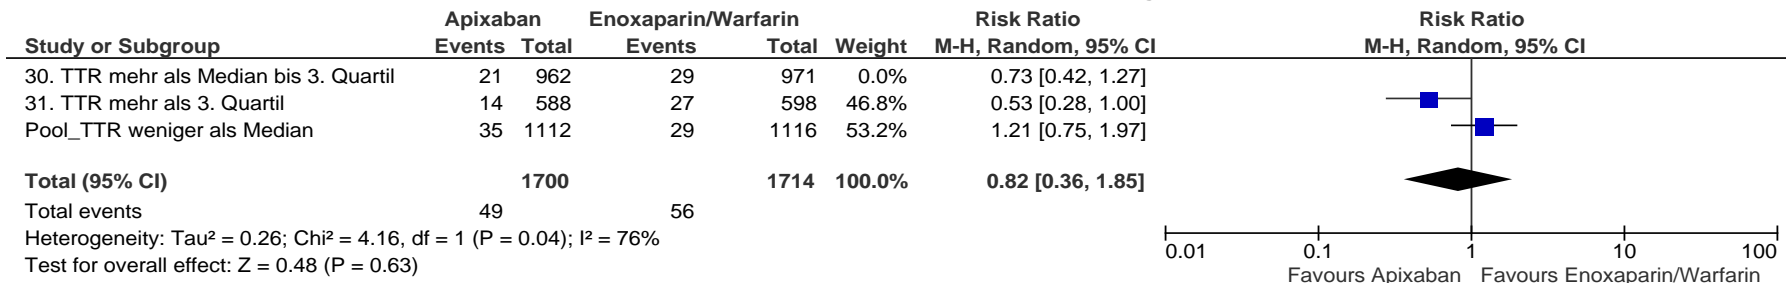 Apixaban Enoxaparin/Warfarin Risk Ratio Risk Ratio
Study or Subgroup Events Total Events Total Weight M-H, Random, 95% CI M-H, Random, 95% CI
30. TTR mehr als Median bis 3. Quartil 21 962 29 971 0.0% 0.73 [0.42, 1.27]
31. TTR mehr als 3. Quartil 14 588 27 598 46.8% 0.53 [0.28, 1.00]
Pool_TTR weniger als Median 35 1112 29 1116 53.2% 1.21 [0.75, 1.97]
Total (95% CI) 1700 1714 100.0% 0.82 [0.36, 1.85]
Total events 49 56
Heterogeneity: Tau² = 0.26; Chi² = 4.16, df = 1 (P = 0.04); I² = 76%
Test for overall effect: Z = 0.48 (P = 0.63)
0.01 0.1 1 10 100
Favours Apixaban Favours Enoxaparin/Warfarin